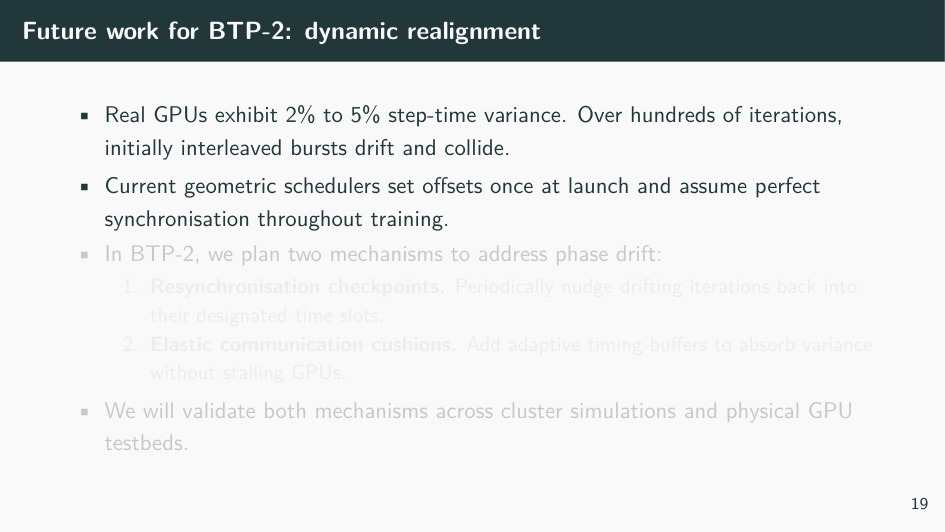 Future work for BTP-2: dynamic realignment
▪ Real GPUs exhibit 2% to 5% step-time variance. Over hundreds of iterations,
initially interleaved bursts drift and collide.
▪ Current geometric schedulers set offsets once at launch and assume perfect
synchronisation throughout training.
▪ In BTP-2, we plan two mechanisms to address phase drift:
1. Resynchronisation checkpoints. Periodically nudge drifting iterations back into
their designated time slots.
2. Elastic communication cushions. Add adaptive timing buffers to absorb variance
without stalling GPUs.
▪ We will validate both mechanisms across cluster simulations and physical GPU
testbeds.
19